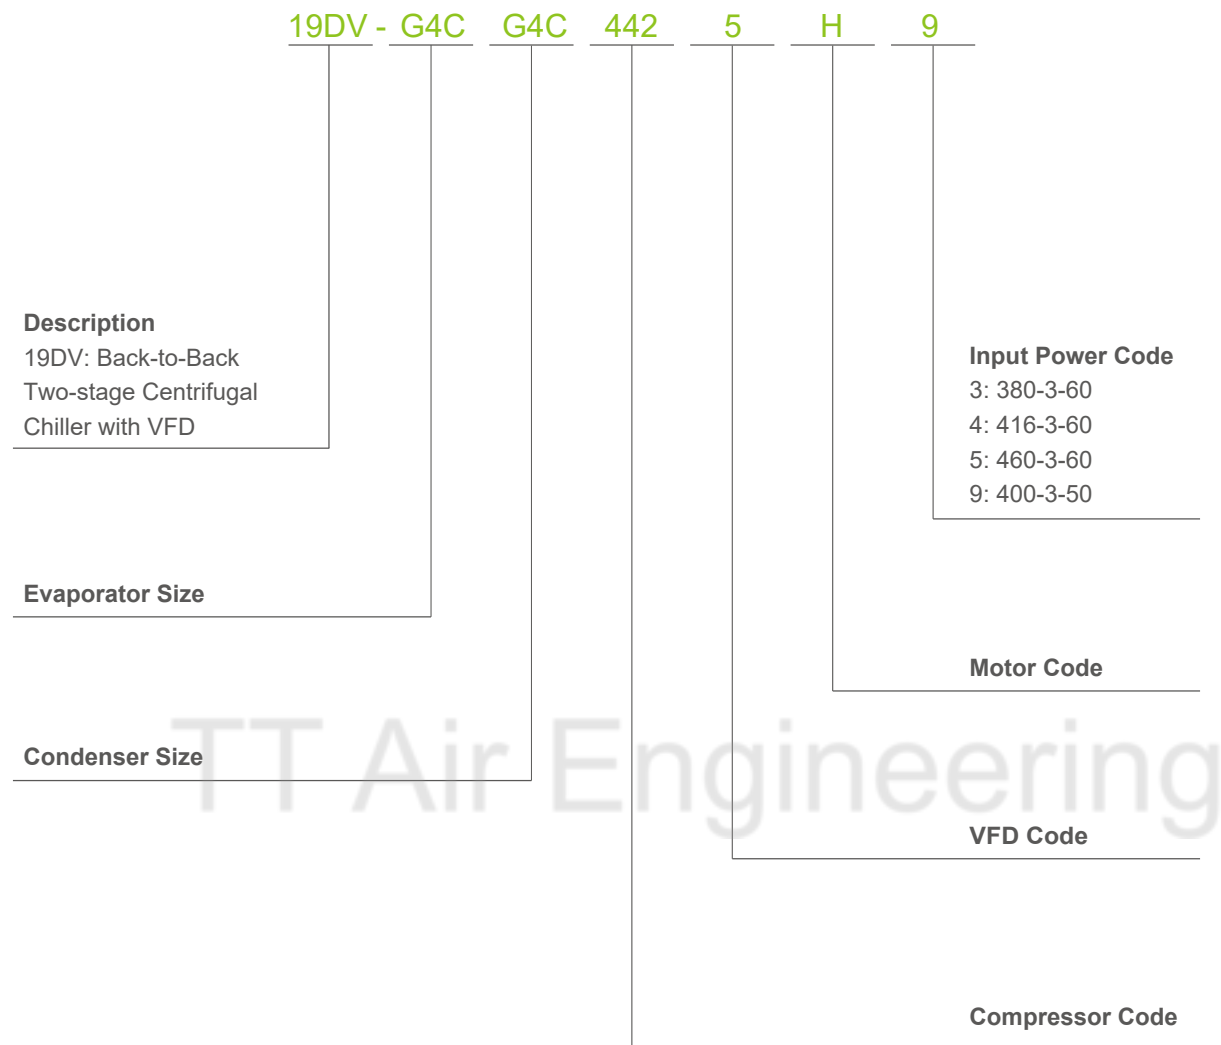 19DV - G4C G4C 442 5 H 9
Description
19DV: Back-to-Back
Two-stage Centrifugal
Chiller with VFD
Input Power Code
3: 380-3-60
4: 416-3-60
5: 460-3-60
9: 400-3-50
Evaporator Size
Motor Code
Condenser Size
TT Air Engineering
VFD Code
Compressor Code